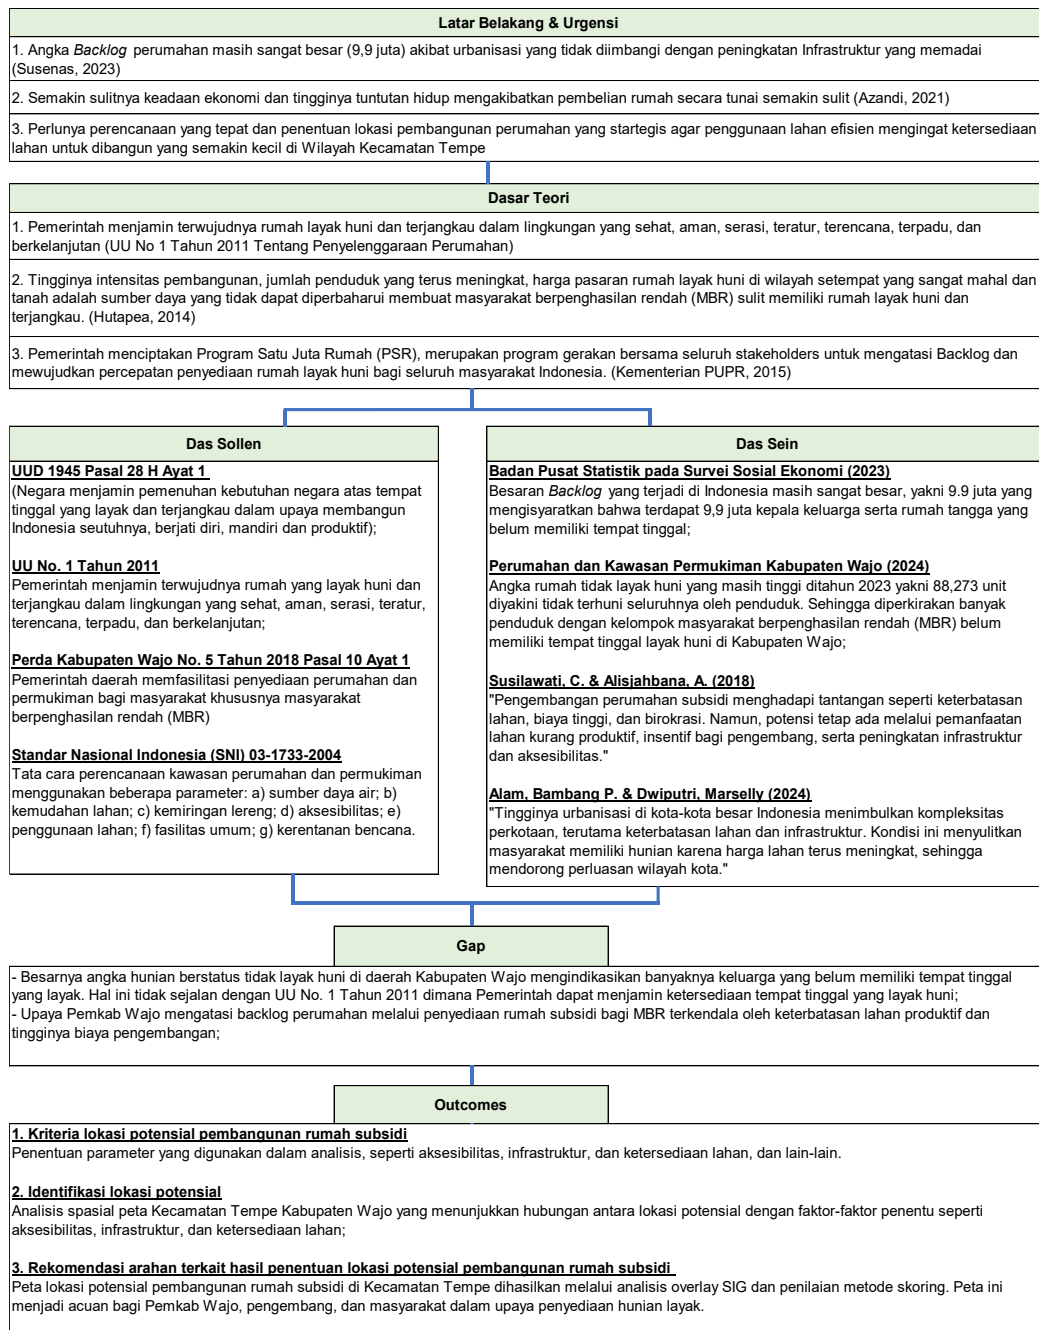 Latar Belakang & Urgensi
1. Angka Backlog perumahan masih sangat besar (9,9 juta) akibat urbanisasi yang tidak diimbangi dengan peningkatan Infrastruktur yang memadai
(Susenas, 2023)
2. Semakin sulitnya keadaan ekonomi dan tingginya tuntutan hidup mengakibatkan pembelian rumah secara tunai semakin sulit (Azandi, 2021)
3. Perlunya perencanaan yang tepat dan penentuan lokasi pembangunan perumahan yang startegis agar penggunaan lahan efisien mengingat ketersediaan
lahan untuk dibangun yang semakin kecil di Wilayah Kecamatan Tempe
Dasar Teori
1. Pemerintah menjamin terwujudnya rumah layak huni dan terjangkau dalam lingkungan yang sehat, aman, serasi, teratur, terencana, terpadu, dan
berkelanjutan (UU No 1 Tahun 2011 Tentang Penyelenggaraan Perumahan)
2. Tingginya intensitas pembangunan, jumlah penduduk yang terus meningkat, harga pasaran rumah layak huni di wilayah setempat yang sangat mahal dan
tanah adalah sumber daya yang tidak dapat diperbaharui membuat masyarakat berpenghasilan rendah (MBR) sulit memiliki rumah layak huni dan
terjangkau. (Hutapea, 2014)
3. Pemerintah menciptakan Program Satu Juta Rumah (PSR), merupakan program gerakan bersama seluruh stakeholders untuk mengatasi Backlog dan
mewujudkan percepatan penyediaan rumah layak huni bagi seluruh masyarakat Indonesia. (Kementerian PUPR, 2015)
Das Sollen
UUD 1945 Pasal 28 H Ayat 1
(Negara menjamin pemenuhan kebutuhan negara atas tempat
tinggal yang layak dan terjangkau dalam upaya membangun
Indonesia seutuhnya, berjati diri, mandiri dan produktif);
UU No. 1 Tahun 2011
Pemerintah menjamin terwujudnya rumah yang layak huni dan
terjangkau dalam lingkungan yang sehat, aman, serasi, teratur,
terencana, terpadu, dan berkelanjutan;
Perda Kabupaten Wajo No. 5 Tahun 2018 Pasal 10 Ayat 1
Pemerintah daerah memfasilitasi penyediaan perumahan dan
permukiman bagi masyarakat khususnya masyarakat
berpenghasilan rendah (MBR)
Standar Nasional Indonesia (SNI) 03-1733-2004
Tata cara perencanaan kawasan perumahan dan permukiman
menggunakan beberapa parameter: a) sumber daya air; b)
kemudahan lahan; c) kemiringan lereng; d) aksesibilitas; e)
penggunaan lahan; f) fasilitas umum; g) kerentanan bencana.
Das Sein
Badan Pusat Statistik pada Survei Sosial Ekonomi (2023)
Besaran Backlog yang terjadi di Indonesia masih sangat besar, yakni 9.9 juta yang
mengisyaratkan bahwa terdapat 9,9 juta kepala keluarga serta rumah tangga yang
belum memiliki tempat tinggal;
Perumahan dan Kawasan Permukiman Kabupaten Wajo (2024)
Angka rumah tidak layak huni yang masih tinggi ditahun 2023 yakni 88,273 unit
diyakini tidak terhuni seluruhnya oleh penduduk. Sehingga diperkirakan banyak
penduduk dengan kelompok masyarakat berpenghasilan rendah (MBR) belum
memiliki tempat tinggal layak huni di Kabupaten Wajo;
Susilawati, C. & Alisjahbana, A. (2018)
"Pengembangan perumahan subsidi menghadapi tantangan seperti keterbatasan
lahan, biaya tinggi, dan birokrasi. Namun, potensi tetap ada melalui pemanfaatan
lahan kurang produktif, insentif bagi pengembang, serta peningkatan infrastruktur
dan aksesibilitas."
Alam, Bambang P. & Dwiputri, Marselly (2024)
"Tingginya urbanisasi di kota-kota besar Indonesia menimbulkan kompleksitas
perkotaan, terutama keterbatasan lahan dan infrastruktur. Kondisi ini menyulitkan
masyarakat memiliki hunian karena harga lahan terus meningkat, sehingga
mendorong perluasan wilayah kota."
Gap
- Besarnya angka hunian berstatus tidak layak huni di daerah Kabupaten Wajo mengindikasikan banyaknya keluarga yang belum memiliki tempat tinggal
yang layak. Hal ini tidak sejalan dengan UU No. 1 Tahun 2011 dimana Pemerintah dapat menjamin ketersediaan tempat tinggal yang layak huni;
- Upaya Pemkab Wajo mengatasi backlog perumahan melalui penyediaan rumah subsidi bagi MBR terkendala oleh keterbatasan lahan produktif dan
tingginya biaya pengembangan;
Outcomes
1. Kriteria lokasi potensial pembangunan rumah subsidi
Penentuan parameter yang digunakan dalam analisis, seperti aksesibilitas, infrastruktur, dan ketersediaan lahan, dan lain-lain.
2. Identifikasi lokasi potensial
Analisis spasial peta Kecamatan Tempe Kabupaten Wajo yang menunjukkan hubungan antara lokasi potensial dengan faktor-faktor penentu seperti
aksesibilitas, infrastruktur, dan ketersediaan lahan;
3. Rekomendasi arahan terkait hasil penentuan lokasi potensial pembangunan rumah subsidi
Peta lokasi potensial pembangunan rumah subsidi di Kecamatan Tempe dihasilkan melalui analisis overlay SIG dan penilaian metode skoring. Peta ini
menjadi acuan bagi Pemkab Wajo, pengembang, dan masyarakat dalam upaya penyediaan hunian layak.